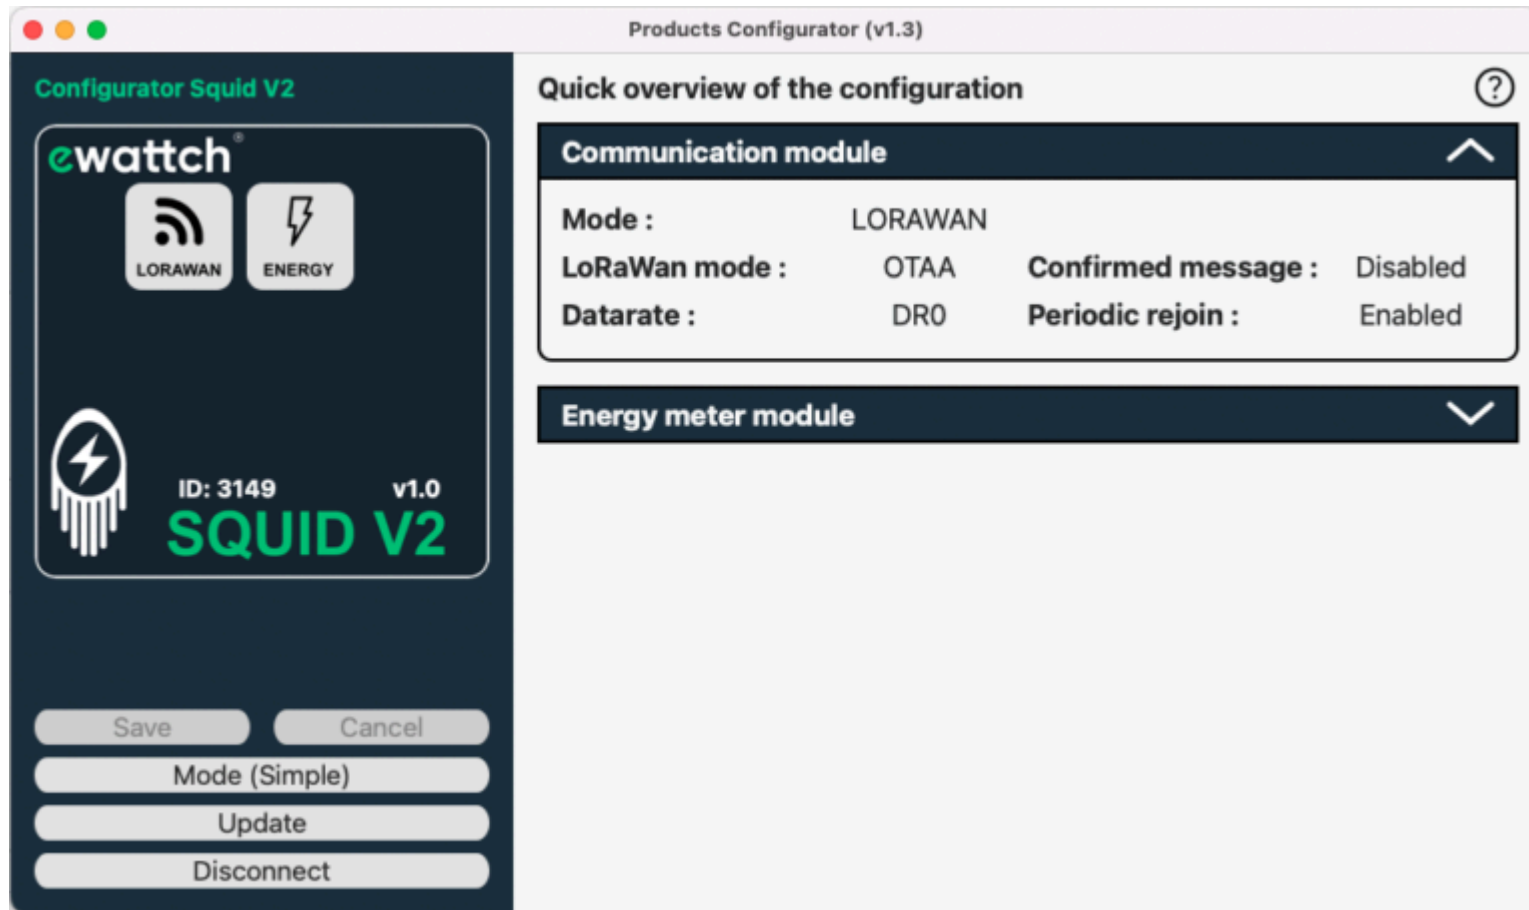 Products Configurator (v1.3)
Configurator Squid V2
ewattch®
LORAWAN
ENERGY
ID: 3149 v1.0
SQUID V2
Save
Cancel
Mode (Simple)
Update
Disconnect
Quick overview of the configuration ?
Communication module
Mode : LORAWAN
LoRaWan mode : OTAA Confirmed message : Disabled
Datarate : DR0 Periodic rejoin : Enabled
Energy meter module